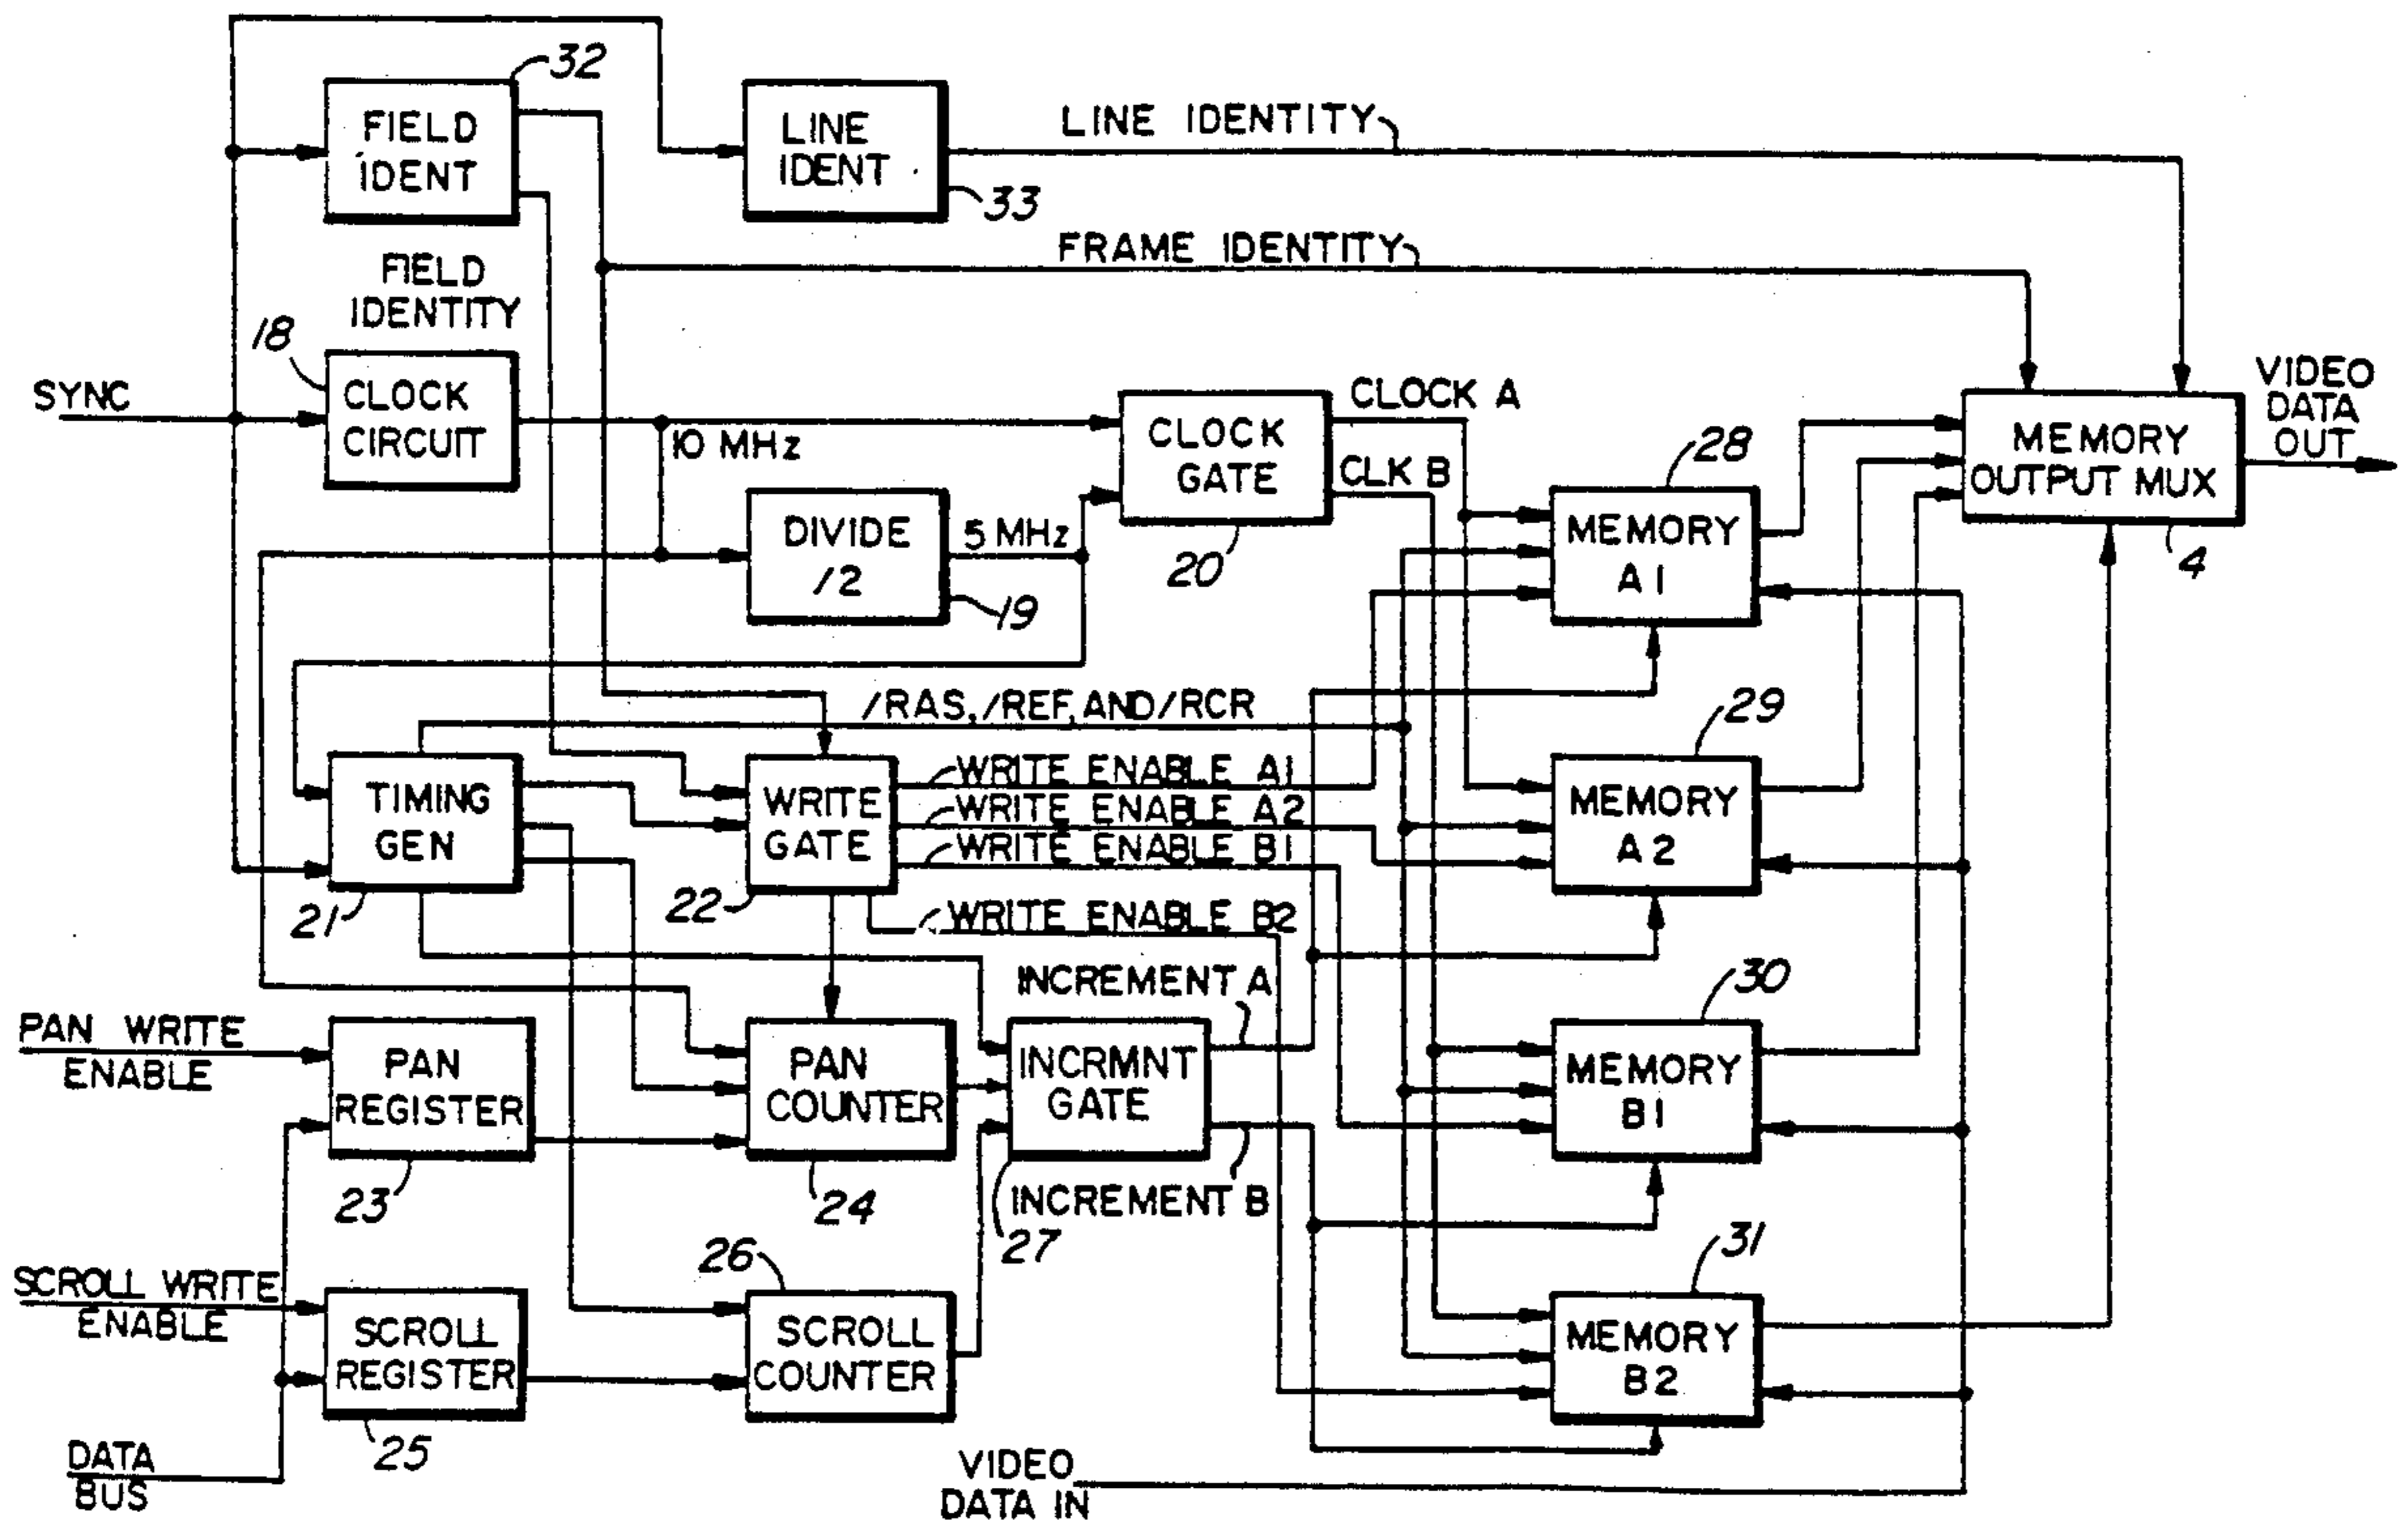 32
FIELD
IDENT
LINE
IDENT
33
LINE IDENTITY
FRAME IDENTITY
FIELD
IDENTITY
18
SYNC
CLOCK
CIRCUIT
10 MHz
CLOCK
GATE
20
CLOCK A
CLK B
DIVIDE
/2
19
5 MHz
28
MEMORY
A1
MEMORY
OUTPUT MUX
4
VIDEO
DATA
OUT
/RAS, /REF, AND /RCR
TIMING
GEN
21
WRITE
GATE
22
WRITE ENABLE A1
WRITE ENABLE A2
WRITE ENABLE B1
WRITE ENABLE B2
29
MEMORY
A2
INCREMENT A
PAN WRITE
ENABLE
PAN
REGISTER
23
PAN
COUNTER
24
INCRMNT
GATE
27
INCREMENT B
30
MEMORY
B1
SCROLL WRITE
ENABLE
SCROLL
REGISTER
25
26
SCROLL
COUNTER
31
MEMORY
B2
DATA
BUS
VIDEO
DATA IN